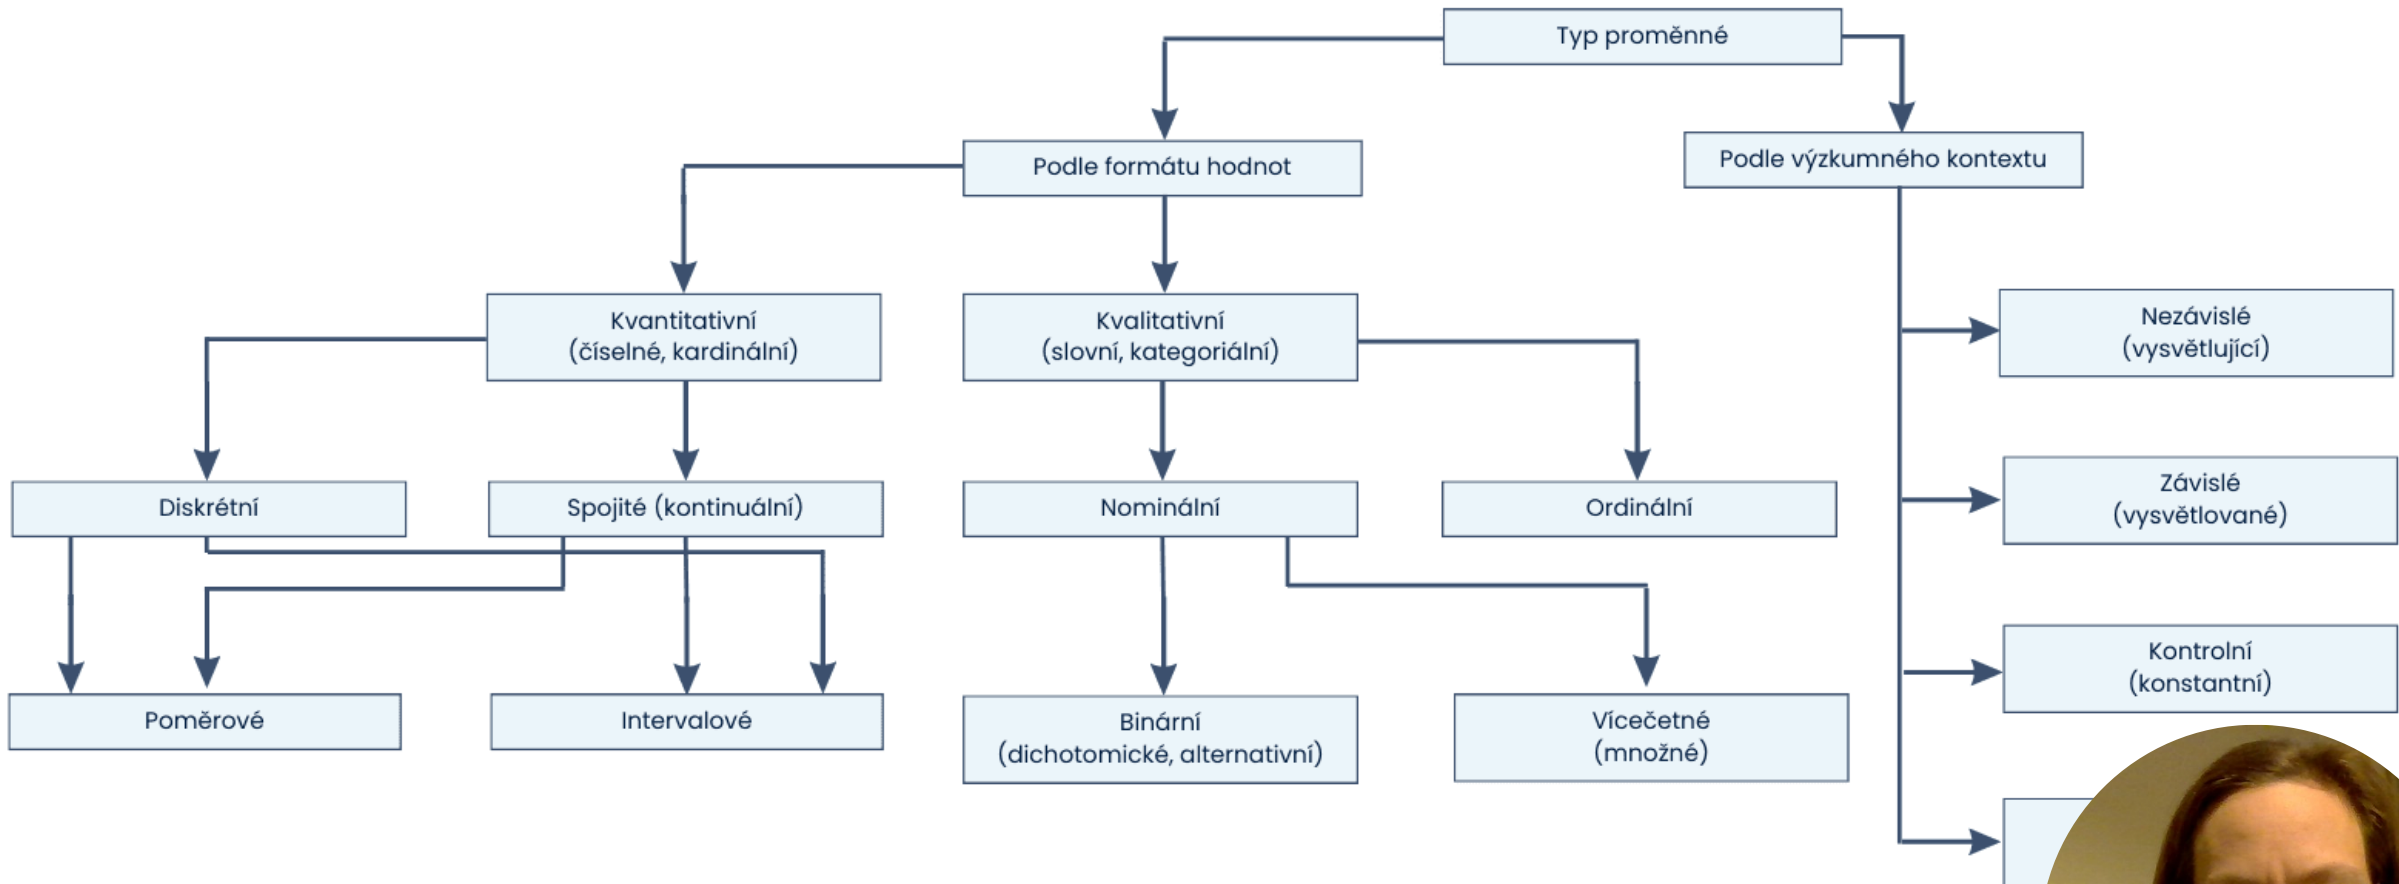 Typ proměnné
Podle formátu hodnot
Podle výzkumného kontextu
Kvantitativní
(číselné, kardinální)
Kvalitativní
(slovní, kategoriální)
Nezávislé
(vysvětlující)
Diskrétní
Spojité (kontinuální)
Nominální
Ordinální
Závislé
(vysvětlované)
Kontrolní
(konstantní)
Poměrové
Intervalové
Binární
(dichotomické, alternativní)
Vícečetné
(množné)